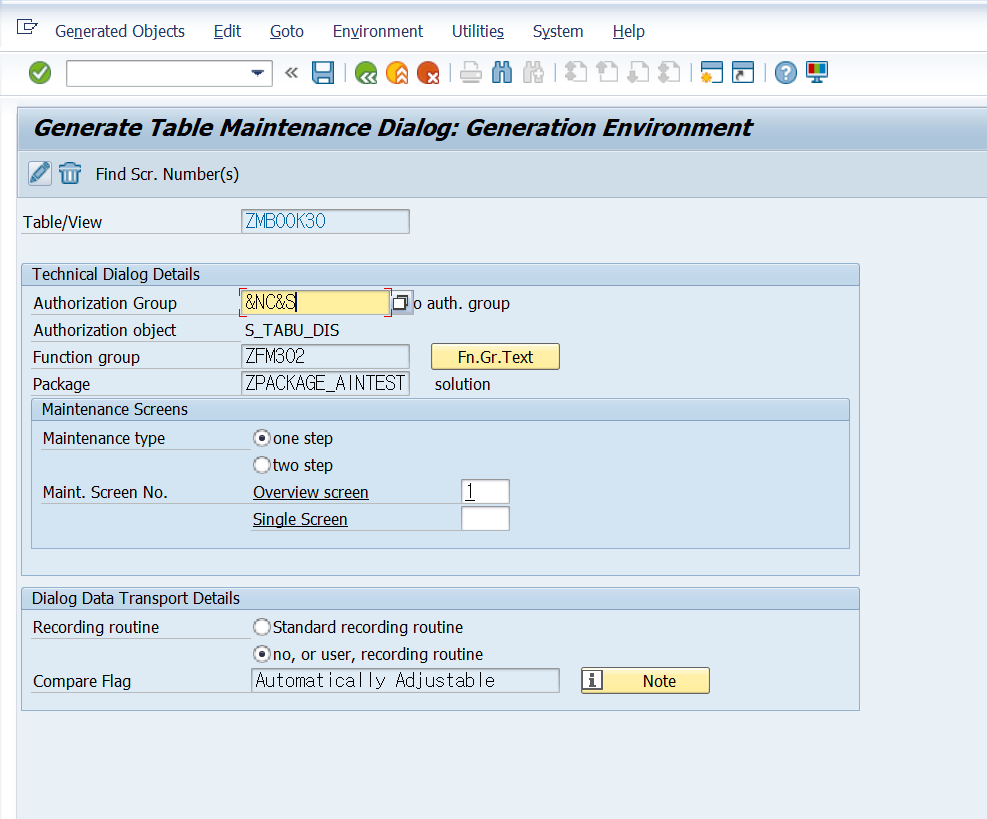 Generated Objects Edit Goto Environment Utilities System Help
Generate Table Maintenance Dialog: Generation Environment
Find Scr. Number(s)
Table/View ZMBOOK30
Technical Dialog Details
Authorization Group &NC&S o auth. group
Authorization object S_TABU_DIS
Function group ZFM302 Fn.Gr.Text
Package ZPACKAGE_AINTEST solution
Maintenance Screens
Maintenance type one step
two step
Maint. Screen No. Overview screen 1
Single Screen
Dialog Data Transport Details
Recording routine Standard recording routine
no, or user, recording routine
Compare Flag Automatically Adjustable Note